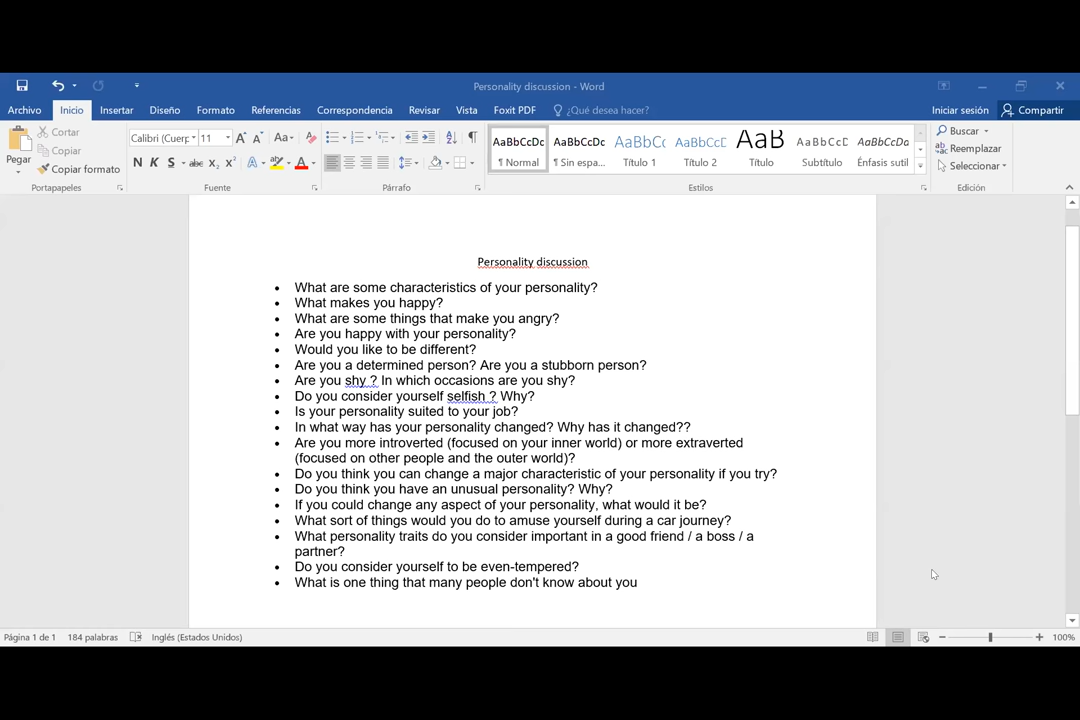 Personality discussion - Word
Archivo Inicio Insertar Diseño Formato Referencias Correspondencia Revisar Vista Foxit PDF ¿Qué desea hacer? Iniciar sesión Compartir
Pegar
Cortar
Copiar
Copiar formato
Portapapeles
Calibri (Cuerp 11
N K S abc x₂ x²
Fuente
Párrafo
AaBbCcDc AaBbCcDc AaBbCc AaBbCcD AaB AaBbCcD AaBbCcDa
¶ Normal ¶ Sin espa... Título 1 Título 2 Título Subtítulo Énfasis sutil
Estilos
Buscar
Reemplazar
Seleccionar
Edición
Personality discussion
• What are some characteristics of your personality?
• What makes you happy?
• What are some things that make you angry?
• Are you happy with your personality?
• Would you like to be different?
• Are you a determined person? Are you a stubborn person?
• Are you shy ? In which occasions are you shy?
• Do you consider yourself selfish ? Why?
• Is your personality suited to your job?
• In what way has your personality changed? Why has it changed??
• Are you more introverted (focused on your inner world) or more extraverted
(focused on other people and the outer world)?
• Do you think you can change a major characteristic of your personality if you try?
• Do you think you have an unusual personality? Why?
• If you could change any aspect of your personality, what would it be?
• What sort of things would you do to amuse yourself during a car journey?
• What personality traits do you consider important in a good friend / a boss / a
partner?
• Do you consider yourself to be even-tempered?
• What is one thing that many people don't know about you
Página 1 de 1 184 palabras Inglés (Estados Unidos) 100%